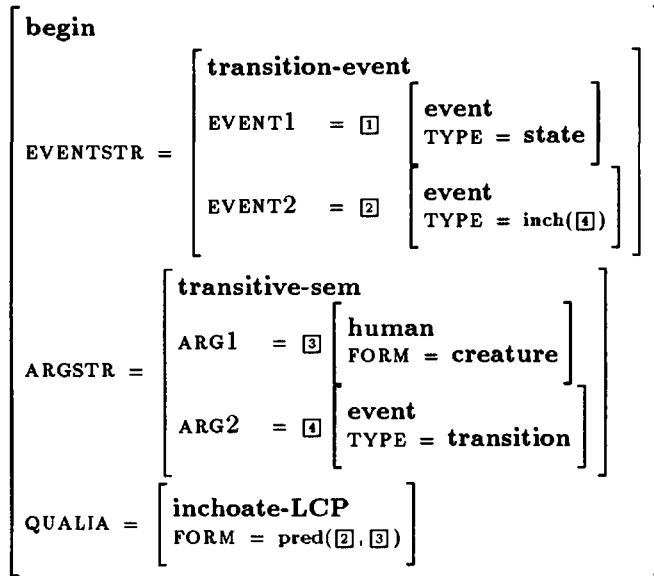 begin
transition-event
EVENT1 = [1] event
TYPE = state
EVENTSTR =
EVENT2 = [2] event
TYPE = inch([4])
transitive-sem
ARG1 = [3] human
FORM = creature
ARGSTR =
ARG2 = [4] event
TYPE = transition
inchoate-LCP
QUALIA =
FORM = pred([2], [3])